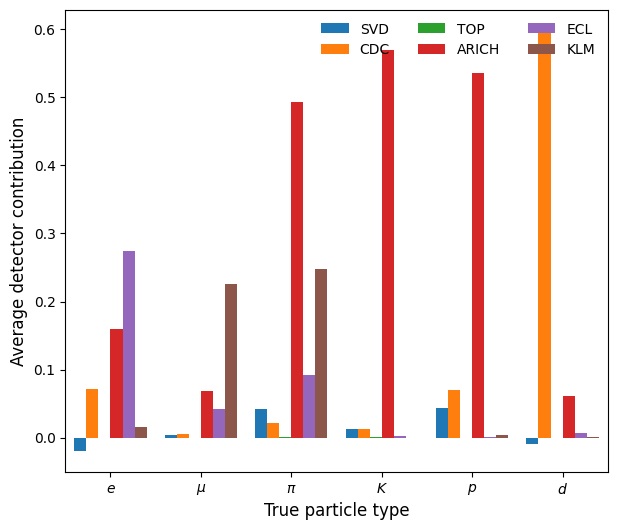 SVD TOP ECL
CDC ARICH KLM
Average detector contribution
0.6
0.5
0.4
0.3
0.2
0.1
0.0
e μ π K p d
True particle type